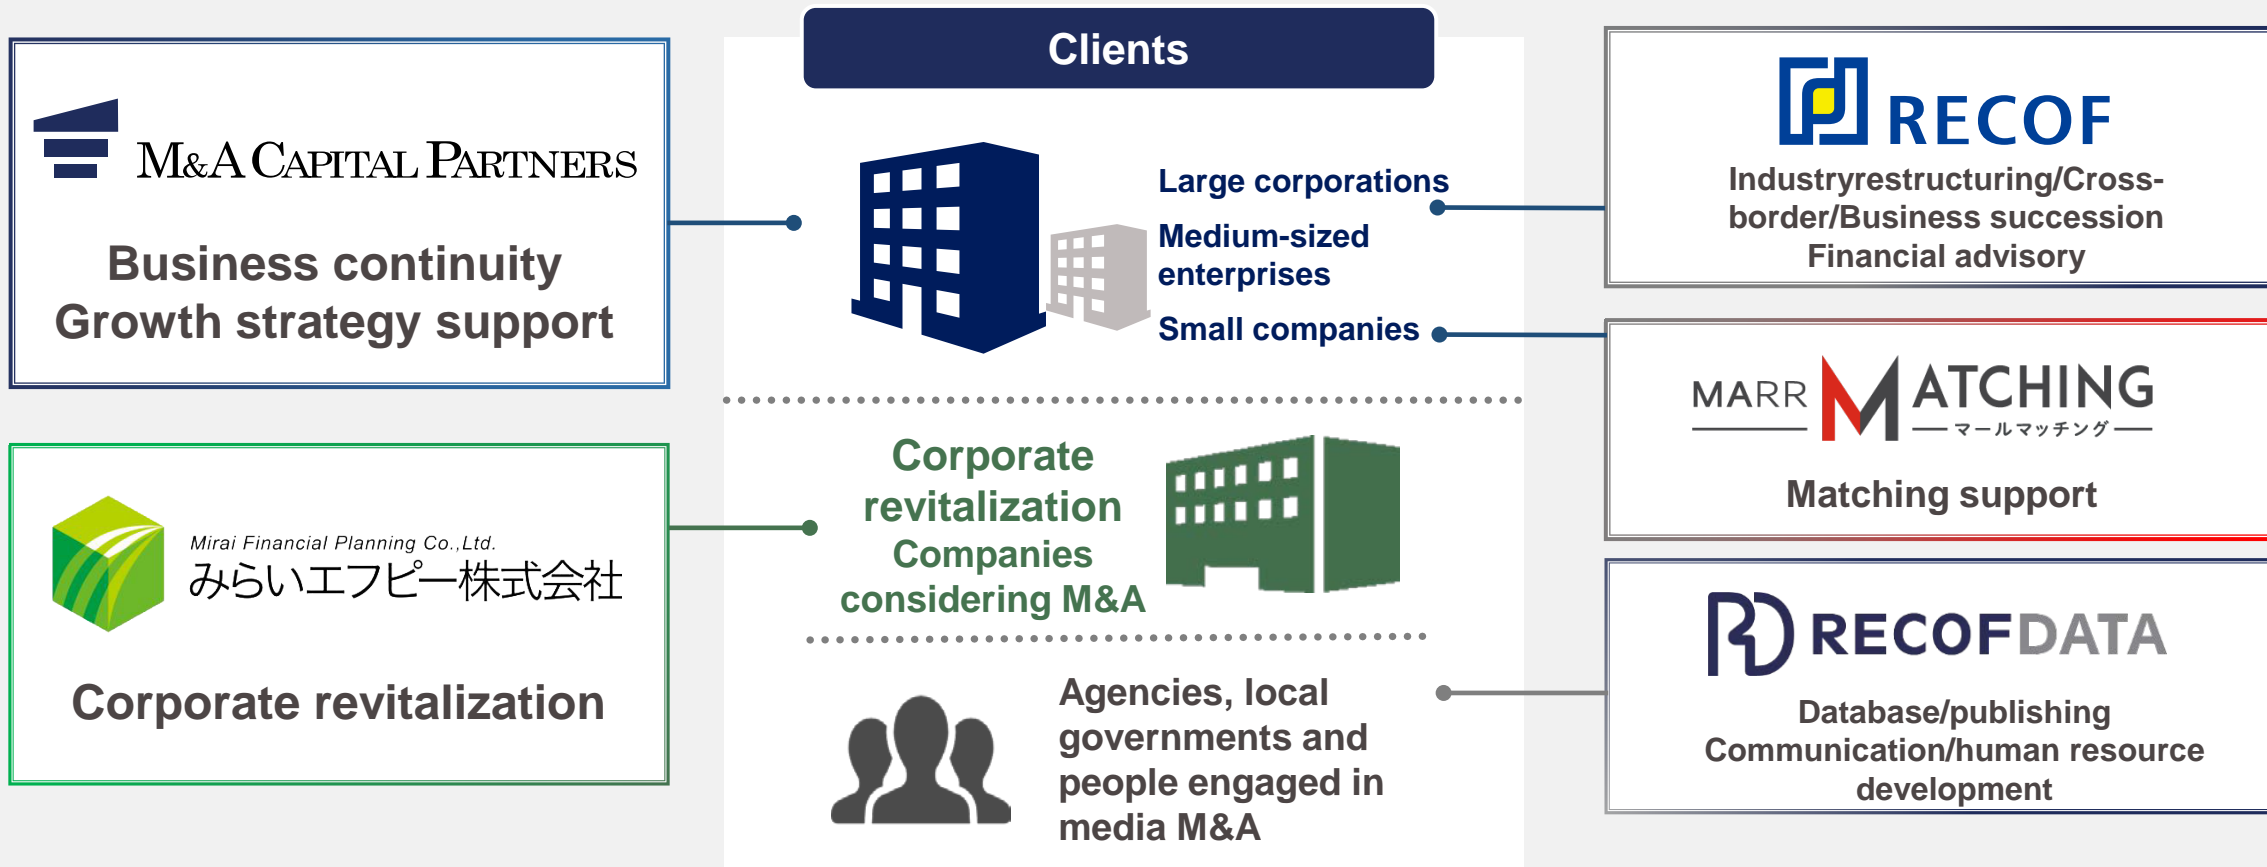 Clients
M&A CAPITAL PARTNERS
Business continuity
Growth strategy support
Mirai Financial Planning Co.,Ltd.
みらいエフピー株式会社
Corporate revitalization
Large corporations
Medium-sized
enterprises
Small companies
Corporate
revitalization
Companies
considering M&A
Agencies, local
governments and
people engaged in
media M&A
RECOF
Industryrestructuring/Cross-
border/Business succession
Financial advisory
MARR MATCHING
マールマッチング
Matching support
RECOFDATA
Database/publishing
Communication/human resource
development